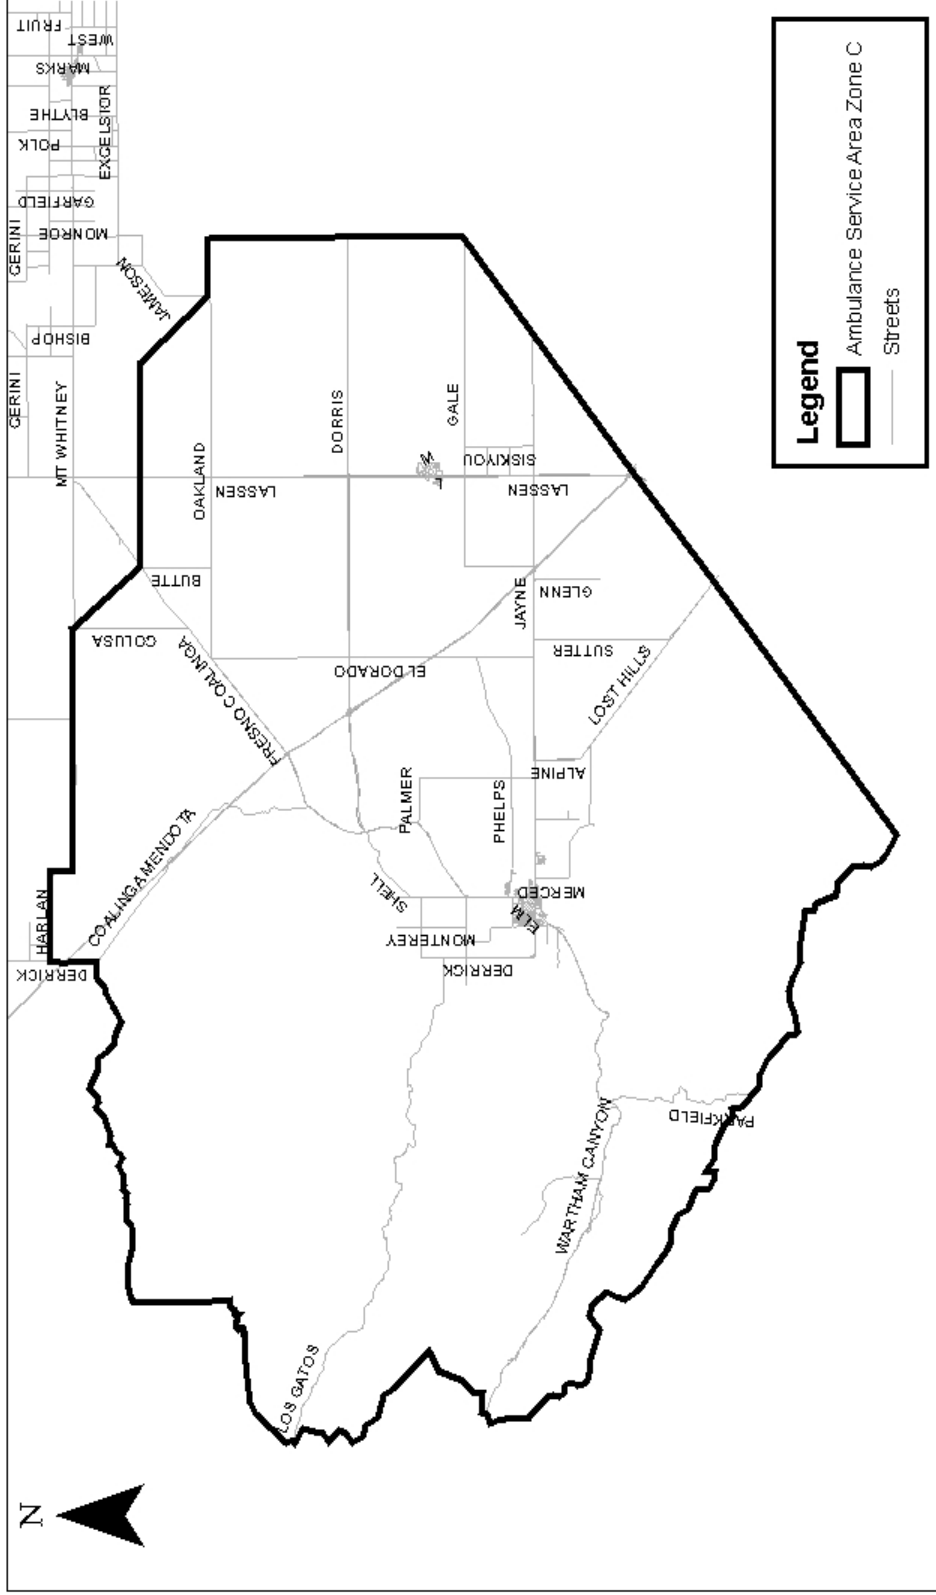 N
DERRICK
HARLAN
GERINI
GERINI
FRUIT
MT WHITNEY
BISHOP
MONROE
GARFIELD
POLK
BLYTHE
MARKS
WEST
EXCELSIOR
COALINGA MENDOTA
COLUSA
BUTTE
JAMESON
OAKLAND
FRESNO COALINGA
LASSEN
LOS GATOS
DORRIS
EL DORADO
SHELL
PALMER
MONTEREY
GALE
DERRICK
PHELPS
SISKIYOU
ELM
MERCED
JAYNE
LASSEN
ALPINE
GLENN
SUTTER
WARTHAM CANYON
LOST HILLS
PARKFIELD
Legend
Ambulance Service Area Zone C
Streets